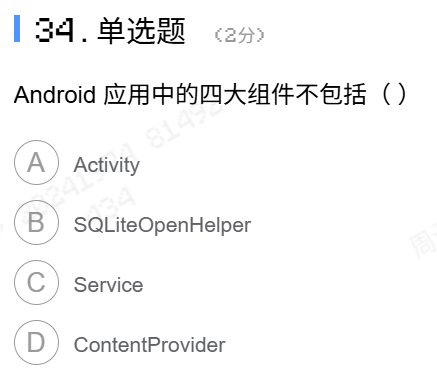 34.单选题 (2分)
Android 应用中的四大组件不包括（ ）
A Activity
B SQLiteOpenHelper
C Service
D ContentProvider